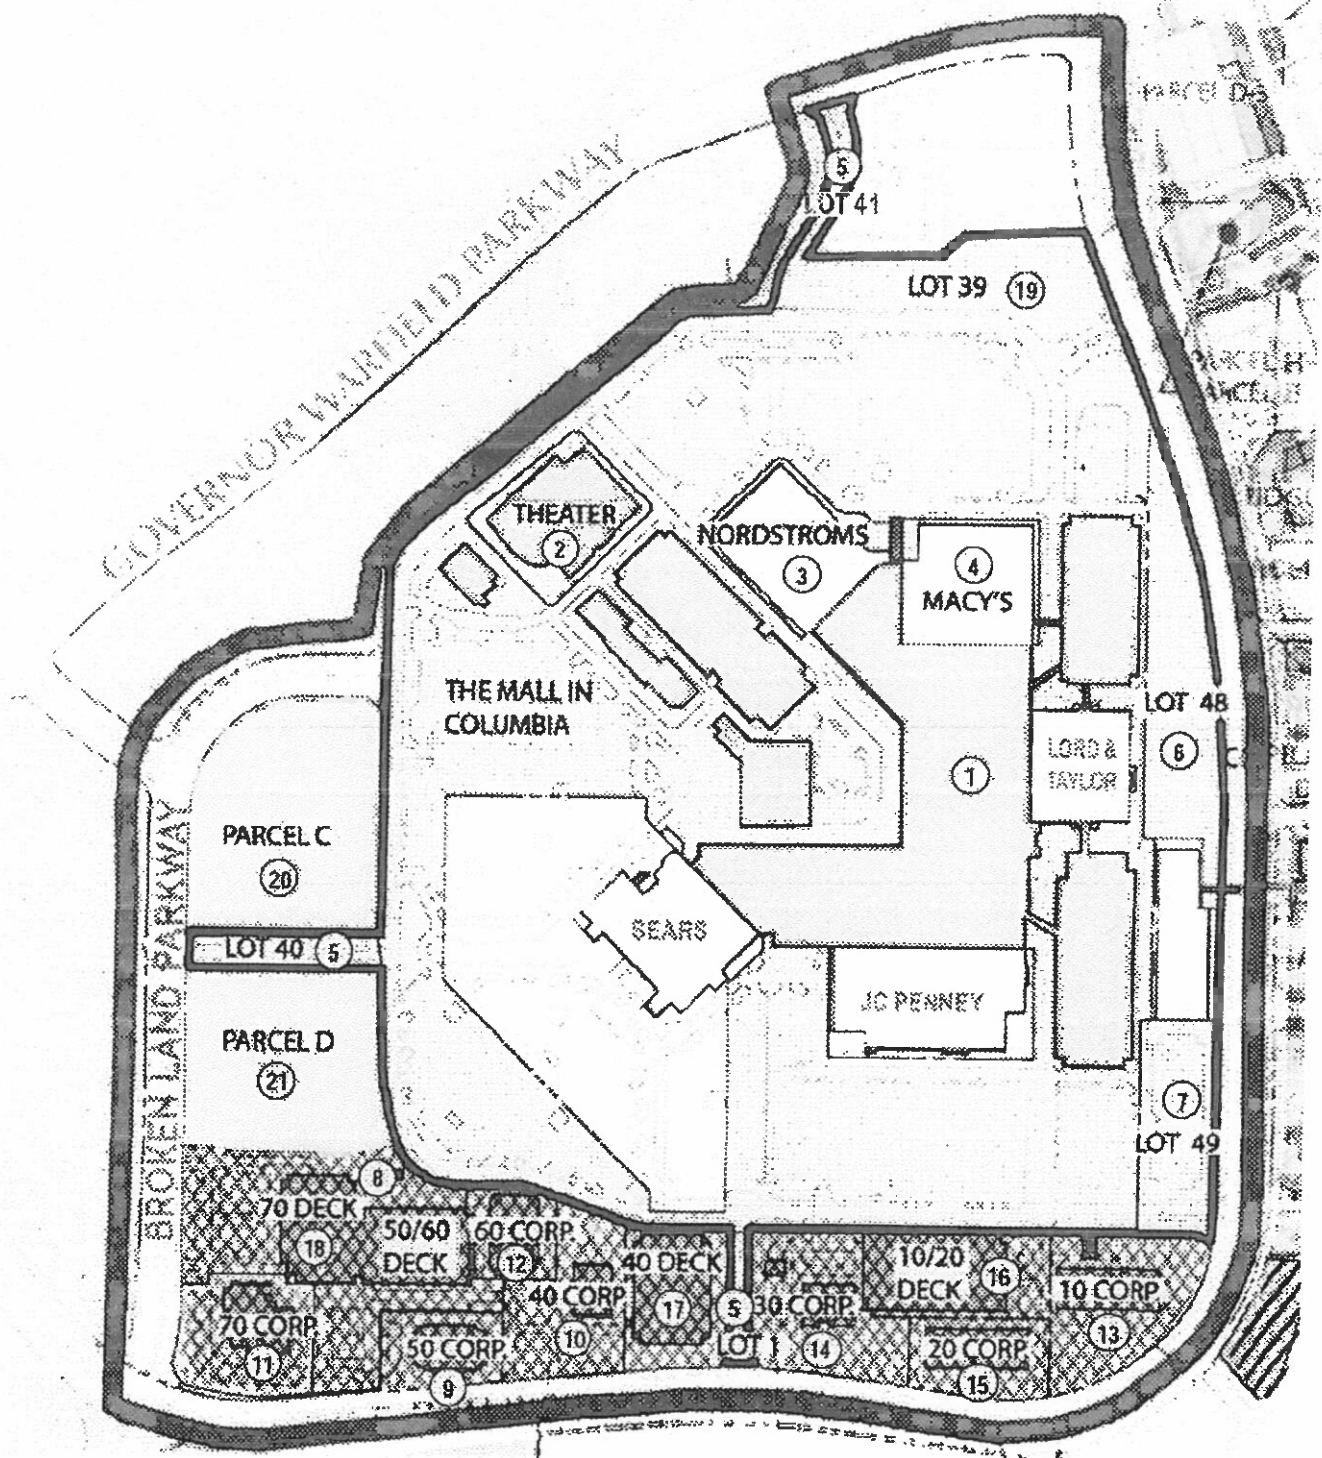 PARCEL D-3
5
LOT 41
LOT 39 19
GOVERNOR WARFIELD PARKWAY
THEATER
2
NORDSTROMS
3
4
MACY'S
THE MALL IN
COLUMBIA
LOT 48
6
LORD &
TAYLOR
1
PARCEL C
20
BROKEN LAND PARKWAY
SEARS
LOT 40 5
JC PENNEY
PARCEL D
21
7
LOT 49
8
70 DECK
18
50/60
DECK
60 CORP
12
40 DECK
17
10/20
DECK
16
10 CORP
13
40 CORP
10
5
LOT 1
30 CORP
14
70 CORP
11
50 CORP
9
20 CORP
15